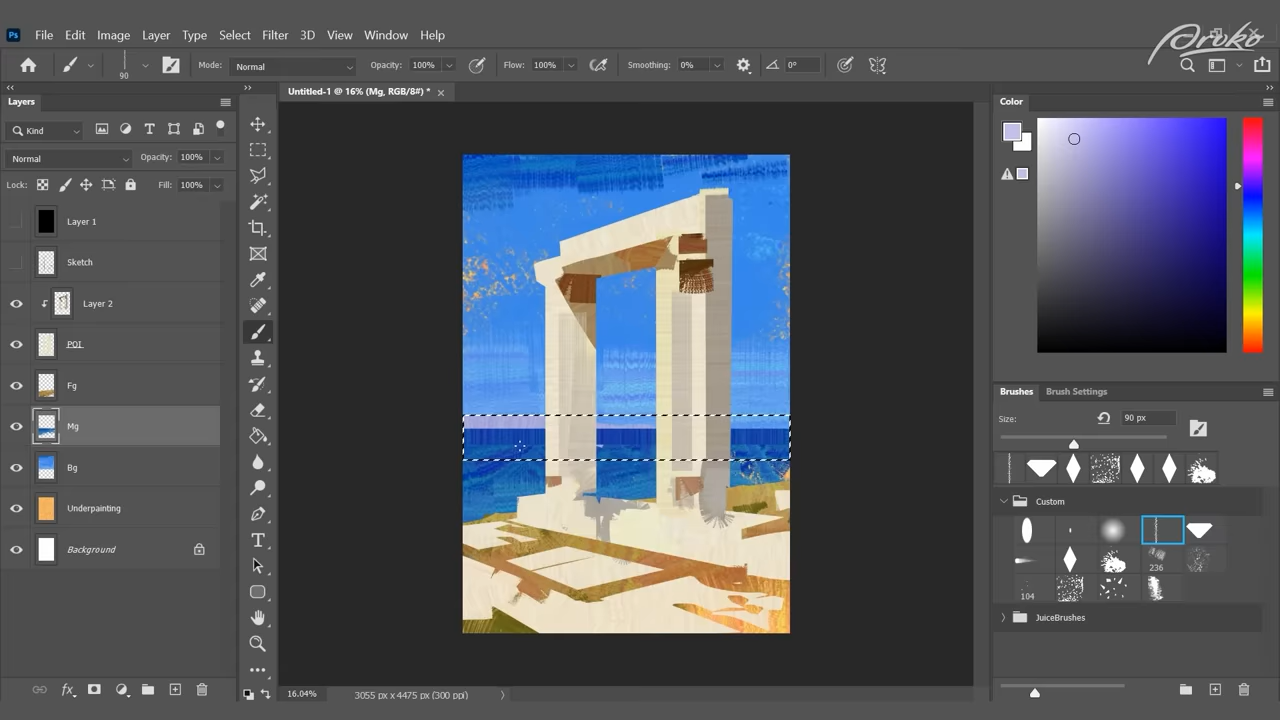 Ps File Edit Image Layer Type Select Filter 3D View Window Help
Proko
90 Mode: Normal Opacity: 100% Flow: 100% Smoothing: 0% 0°
Layers
Untitled-1 @ 16% (Mg, RGB/8#) *
Color
Kind
Normal Opacity: 100%
Lock: Fill: 100%
Layer 1
Sketch
Layer 2
POI
Fg
Mg
Bg
Underpainting
Background
Brushes Brush Settings
Size: 90 px
Custom
236
104
JuiceBrushes
16.04% 3055 px x 4475 px (300 ppi)